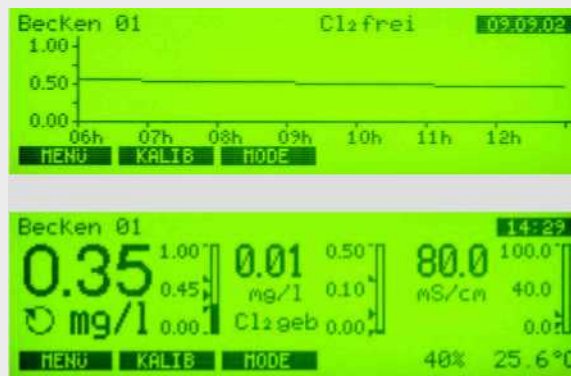 Becken 01 Cl₂frei 09.09.02
1.00
0.50
0.00
06h 07h 08h 09h 10h 11h 12h
MENÜ KALIB MODE
Becken 01 14:29
0.35 mg/l 1.00 0.45 0.00
0.01 mg/l Cl₂geb 0.50 0.10 0.00
80.0 mS/cm 100.0 40.0 0.0
MENÜ KALIB MODE 40% 25.6°C